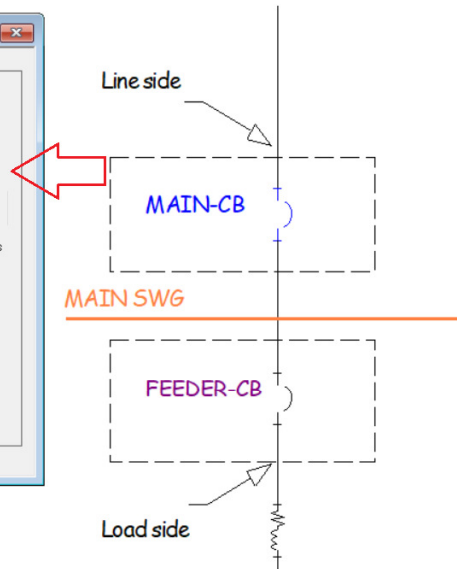 Line side
MAIN-CB
MAIN SWG
FEEDER-CB
Load side